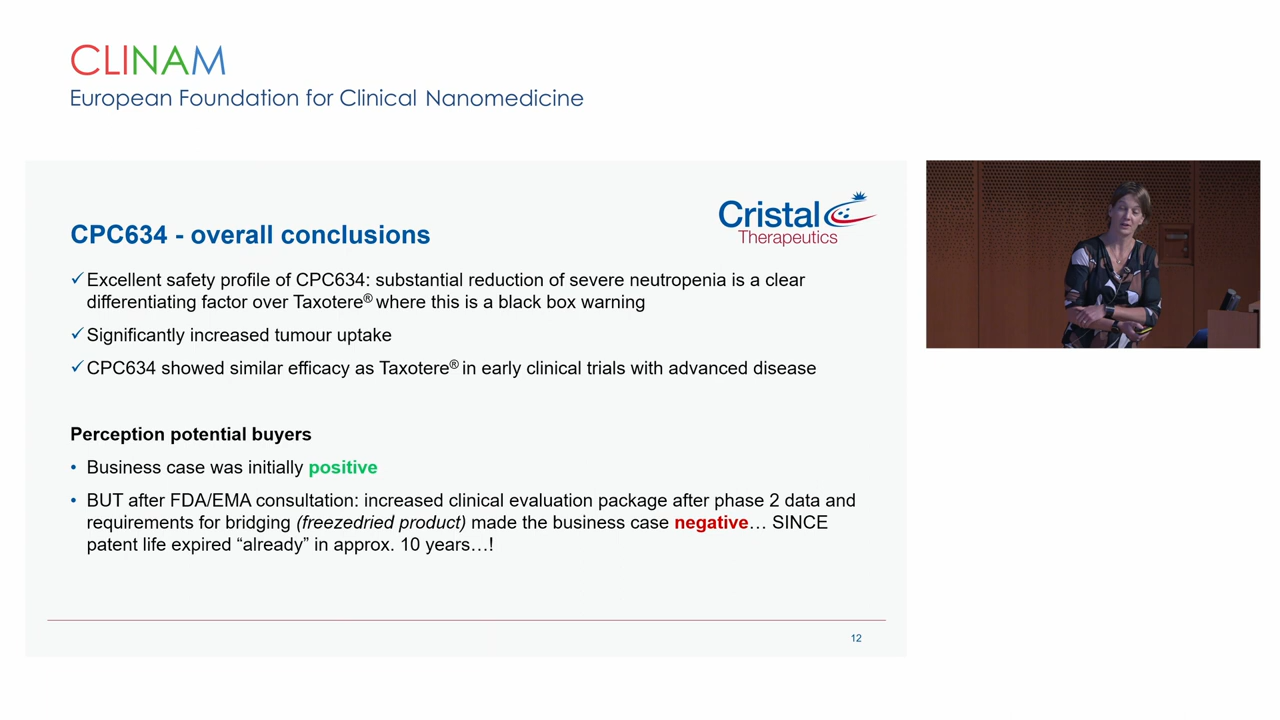 CLINAM
European Foundation for Clinical Nanomedicine
Cristal
Therapeutics
CPC634 - overall conclusions
✓Excellent safety profile of CPC634: substantial reduction of severe neutropenia is a clear
differentiating factor over Taxotere® where this is a black box warning
✓Significantly increased tumour uptake
✓CPC634 showed similar efficacy as Taxotere® in early clinical trials with advanced disease
Perception potential buyers
• Business case was initially positive
• BUT after FDA/EMA consultation: increased clinical evaluation package after phase 2 data and
requirements for bridging (freezedried product) made the business case negative… SINCE
patent life expired “already” in approx. 10 years…!
12